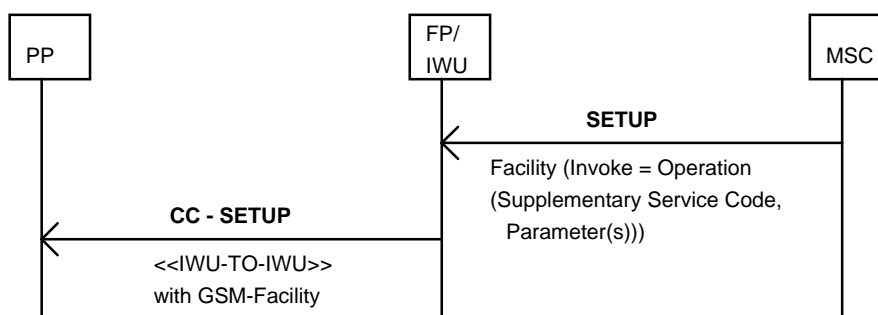 PP
FP/
IWU
MSC
SETUP
Facility (Invoke = Operation
(Supplementary Service Code,
Parameter(s)))
CC - SETUP
<<IWU-TO-IWU>>
with GSM-Facility